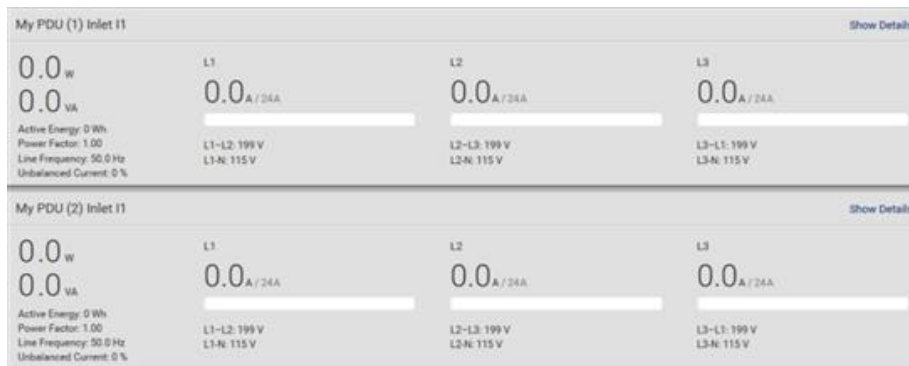 My PDU (1) Inlet I1
Show Details
0.0 W
0.0 VA
Active Energy: 0 Wh
Power Factor: 1.00
Line Frequency: 50.0 Hz
Unbalanced Current: 0 %
L1
0.0 A / 24A
L1-L2: 199 V
L1-N: 115 V
L2
0.0 A / 24A
L2-L3: 199 V
L2-N: 115 V
L3
0.0 A / 24A
L3-L1: 199 V
L3-N: 115 V
My PDU (2) Inlet I1
Show Details
0.0 W
0.0 VA
Active Energy: 0 Wh
Power Factor: 1.00
Line Frequency: 50.0 Hz
Unbalanced Current: 0 %
L1
0.0 A / 24A
L1-L2: 199 V
L1-N: 115 V
L2
0.0 A / 24A
L2-L3: 199 V
L2-N: 115 V
L3
0.0 A / 24A
L3-L1: 199 V
L3-N: 115 V